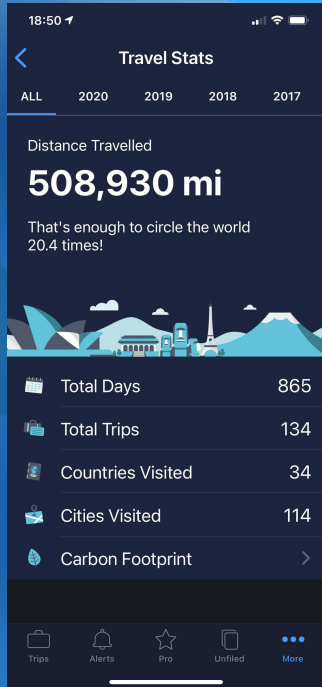 18:50
Travel Stats
ALL 2020 2019 2018 2017
Distance Travelled
508,930 mi
That's enough to circle the world
20.4 times!
Total Days 865
Total Trips 134
Countries Visited 34
Cities Visited 114
Carbon Footprint
Trips Alerts Pro Unfiled More